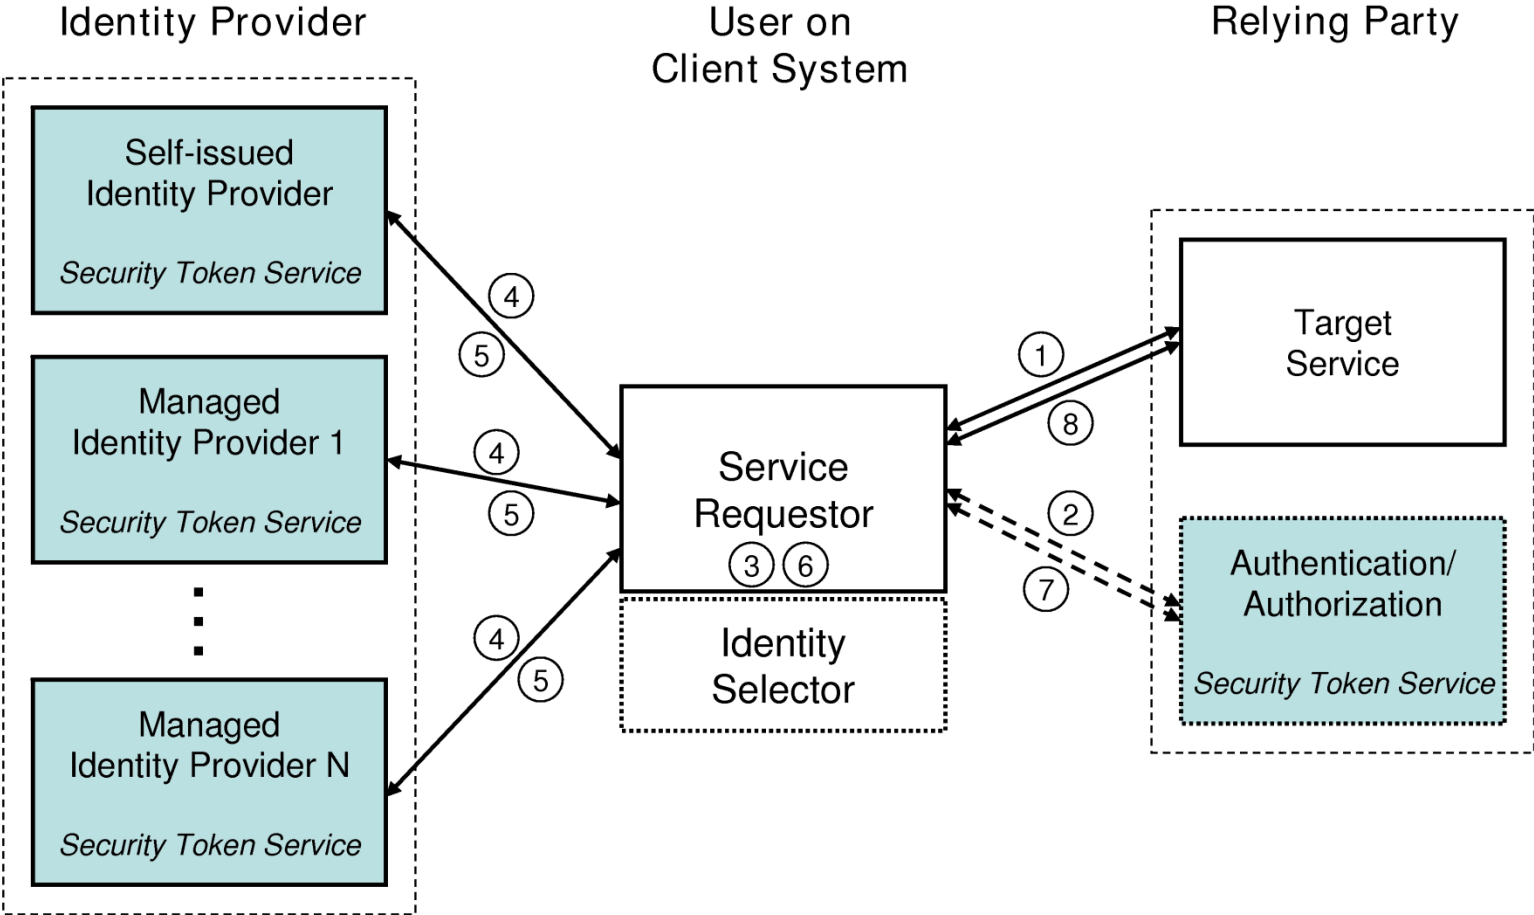 Identity Provider
User on
Client System
Relying Party
Self-issued
Identity Provider
Security Token Service
Managed
Identity Provider 1
Security Token Service
Managed
Identity Provider N
Security Token Service
4
5
4
5
4
5
Service
Requestor
3 6
Identity
Selector
1
8
2
7
Target
Service
Authentication/
Authorization
Security Token Service